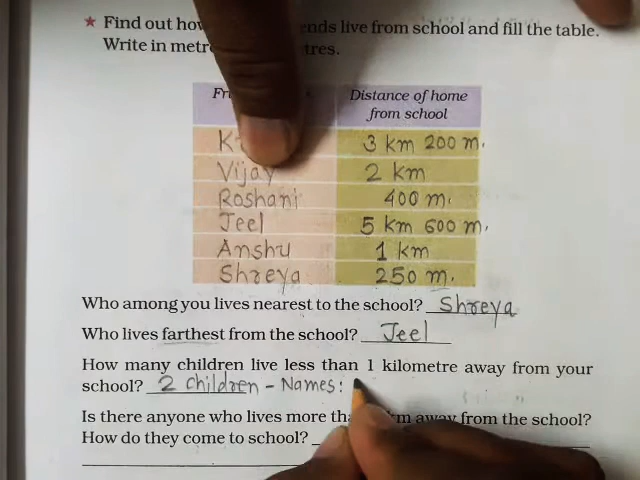 ★ Find out how ends live from school and fill the table.
Write in metr tres.
Fri Distance of home
from school
3 km 200 m.
Vijay 2 km
Roshani 400 m.
Jeel 5 km 600 m.
Anshu 1 km
Shreya 250 m.
Who among you lives nearest to the school? Shreya
Who lives farthest from the school? Jeel
How many children live less than 1 kilometre away from your
school? 2 children - Names:
Is there anyone who lives more tha km away from the school?
How do they come to school?